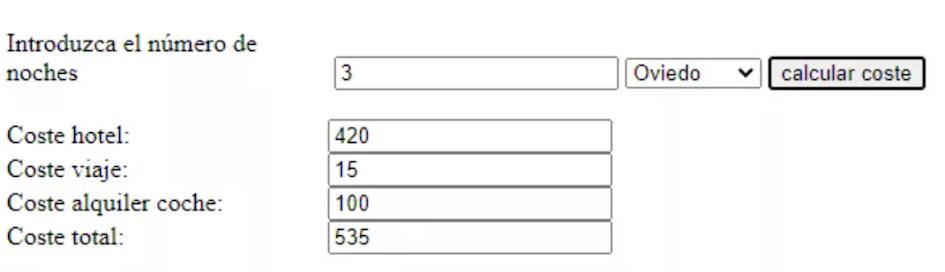 Introduzca el número de
noches 3 Oviedo calcular coste
Coste hotel: 420
Coste viaje: 15
Coste alquiler coche: 100
Coste total: 535